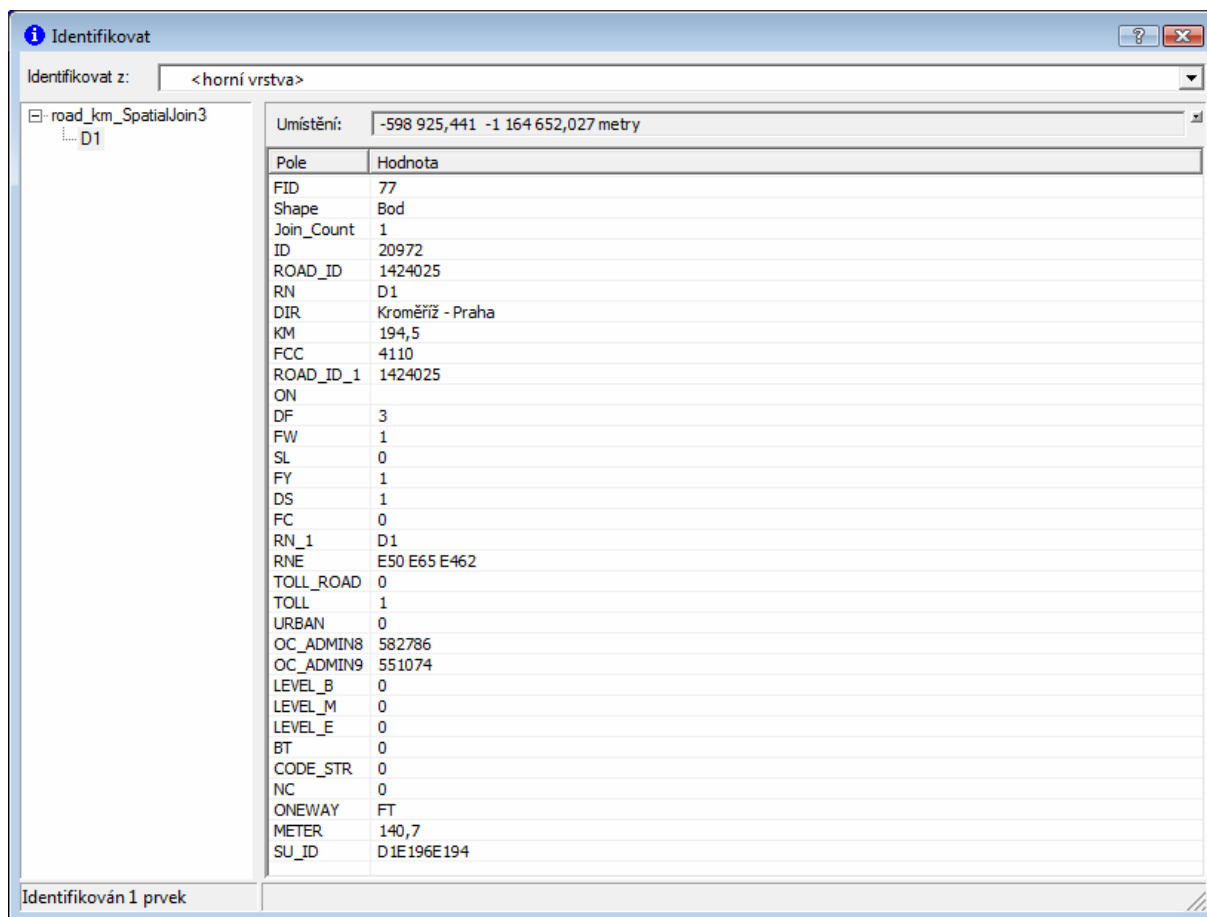 Identifikovat
Identifikovat z: <horní vrstva>
road_km_SpatialJoin3
D1
Umístění: -598 925,441 -1 164 652,027 metry
Pole Hodnota
FID 77
Shape Bod
Join_Count 1
ID 20972
ROAD_ID 1424025
RN D1
DIR Kroměříž - Praha
KM 194,5
FCC 4110
ROAD_ID_1 1424025
ON
DF 3
FW 1
SL 0
FY 1
DS 1
FC 0
RN_1 D1
RNE E50 E65 E462
TOLL_ROAD 0
TOLL 1
URBAN 0
OC_ADMIN8 582786
OC_ADMIN9 551074
LEVEL_B 0
LEVEL_M 0
LEVEL_E 0
BT 0
CODE_STR 0
NC 0
ONEWAY FT
METER 140,7
SU_ID D1E196E194
Identifikován 1 prvek